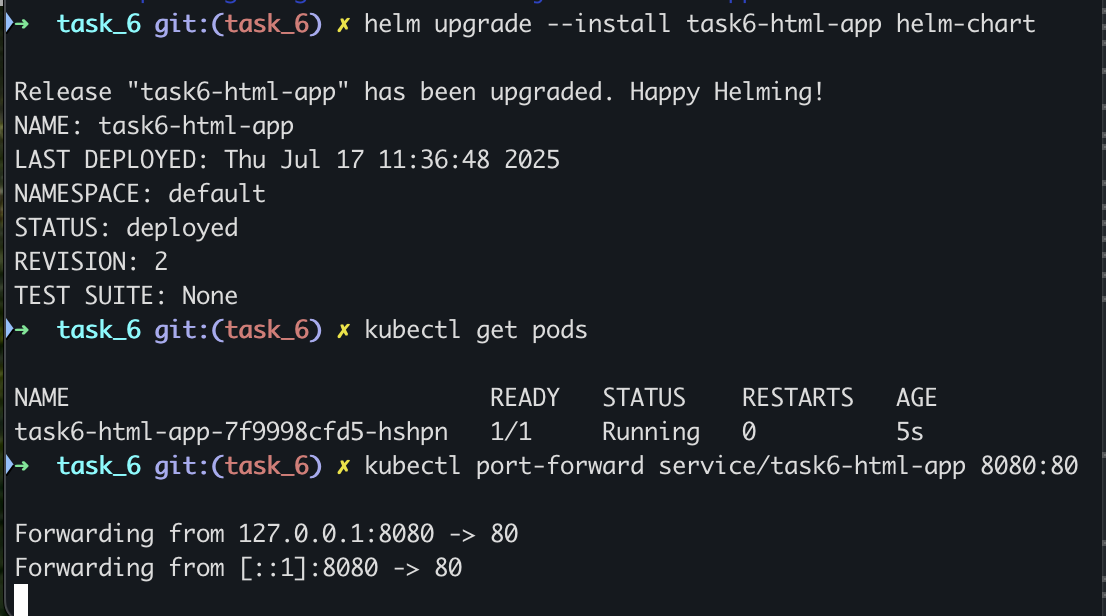 ➜ task_6 git:(task_6) ✗ helm upgrade --install task6-html-app helm-chart
Release "task6-html-app" has been upgraded. Happy Helming!
NAME: task6-html-app
LAST DEPLOYED: Thu Jul 17 11:36:48 2025
NAMESPACE: default
STATUS: deployed
REVISION: 2
TEST SUITE: None
➜ task_6 git:(task_6) ✗ kubectl get pods
NAME READY STATUS RESTARTS AGE
task6-html-app-7f9998cfd5-hshpn 1/1 Running 0 5s
➜ task_6 git:(task_6) ✗ kubectl port-forward service/task6-html-app 8080:80
Forwarding from 127.0.0.1:8080 -> 80
Forwarding from [::1]:8080 -> 80